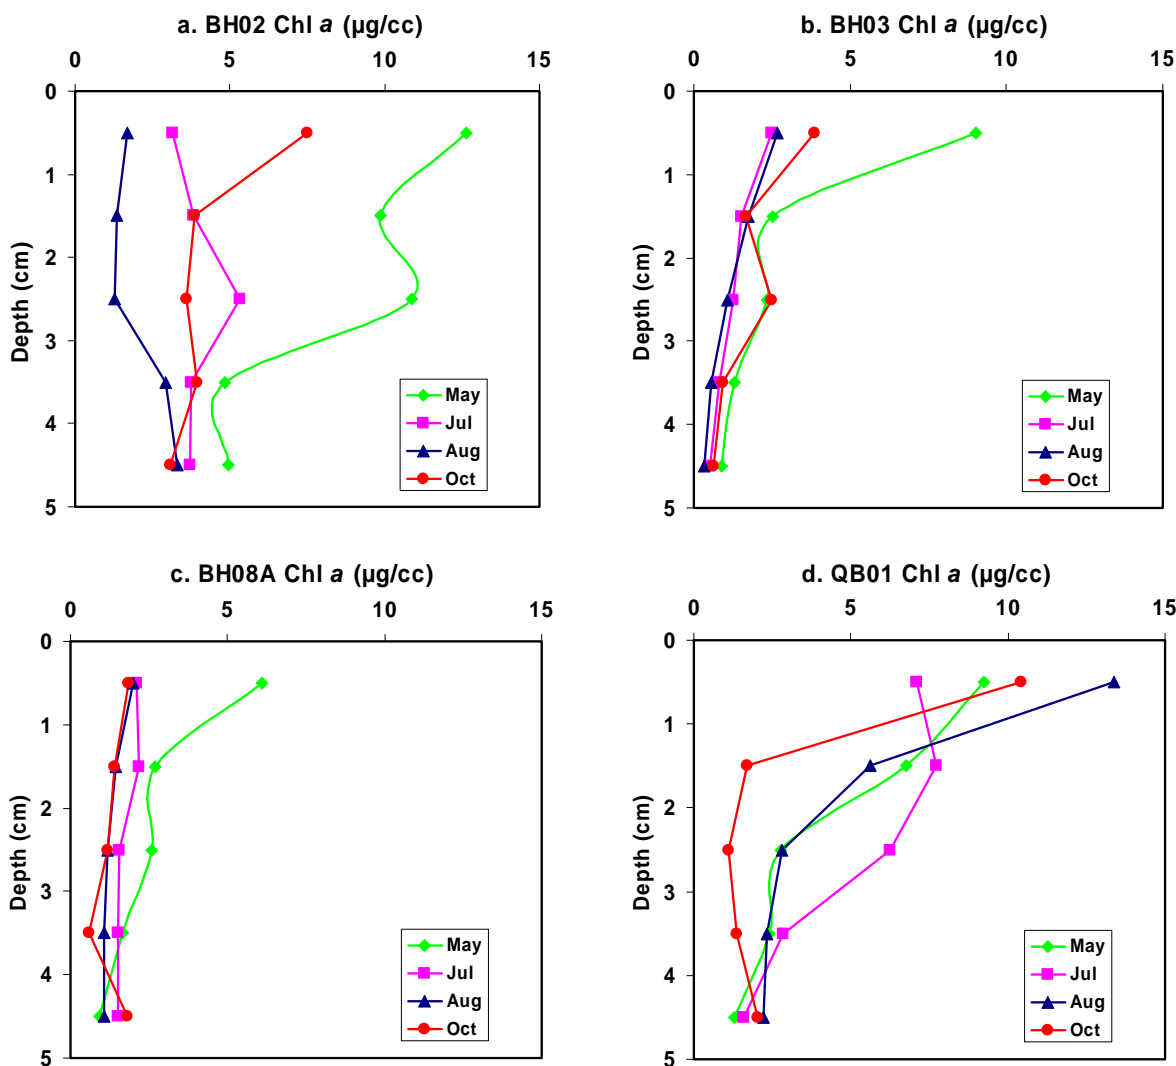 a. BH02 Chl a (µg/cc)
0 5 10 15
0
1
2
3
4
5
Depth (cm)
May
Jul
Aug
Oct
b. BH03 Chl a (µg/cc)
0 5 10 15
0
1
2
3
4
5
Depth (cm)
May
Jul
Aug
Oct
c. BH08A Chl a (µg/cc)
0 5 10 15
0
1
2
3
4
5
Depth (cm)
May
Jul
Aug
Oct
d. QB01 Chl a (µg/cc)
0 5 10 15
0
1
2
3
4
5
Depth (cm)
May
Jul
Aug
Oct